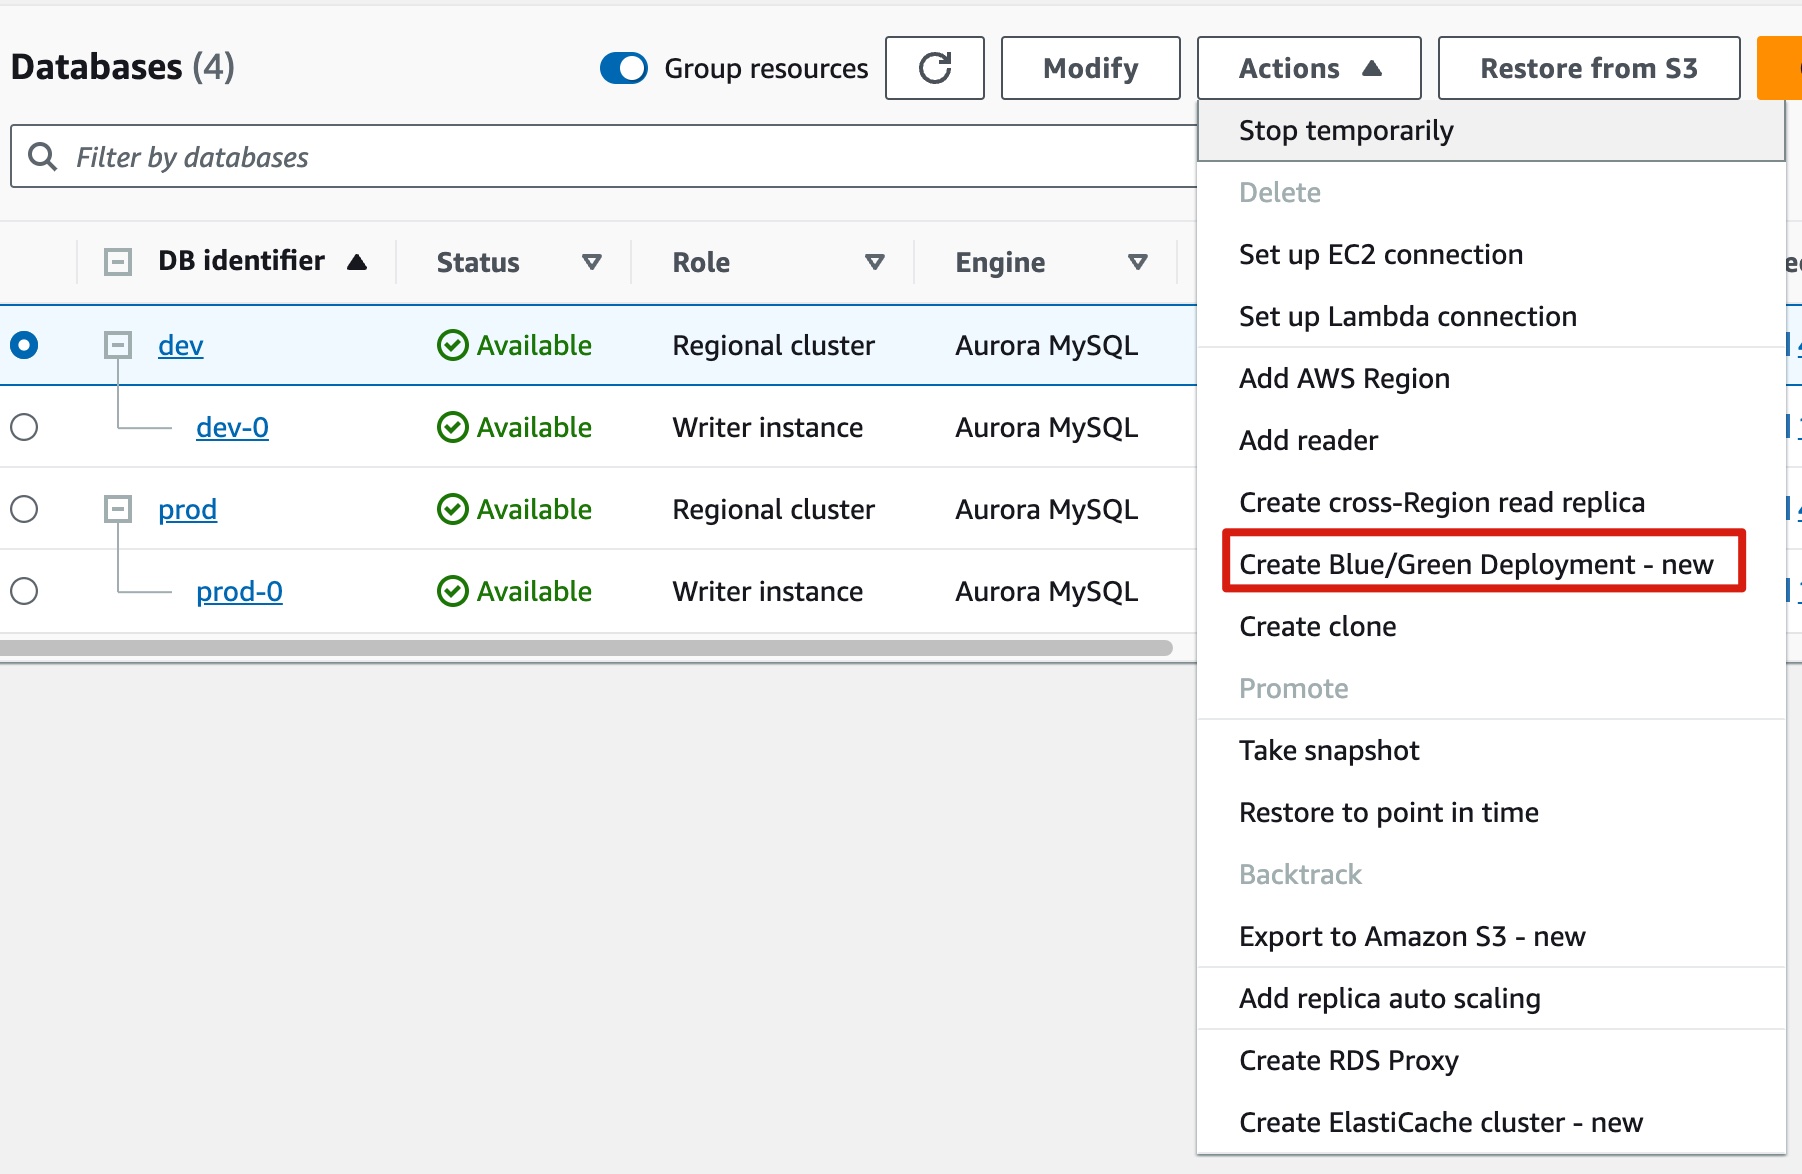 Databases (4)
Group resources
Modify
Actions
Restore from S3
Filter by databases
DB identifier
Status
Role
Engine
dev
Available
Regional cluster
Aurora MySQL
dev-0
Available
Writer instance
Aurora MySQL
prod
Available
Regional cluster
Aurora MySQL
prod-0
Available
Writer instance
Aurora MySQL
Stop temporarily
Delete
Set up EC2 connection
Set up Lambda connection
Add AWS Region
Add reader
Create cross-Region read replica
Create Blue/Green Deployment - new
Create clone
Promote
Take snapshot
Restore to point in time
Backtrack
Export to Amazon S3 - new
Add replica auto scaling
Create RDS Proxy
Create ElastiCache cluster - new